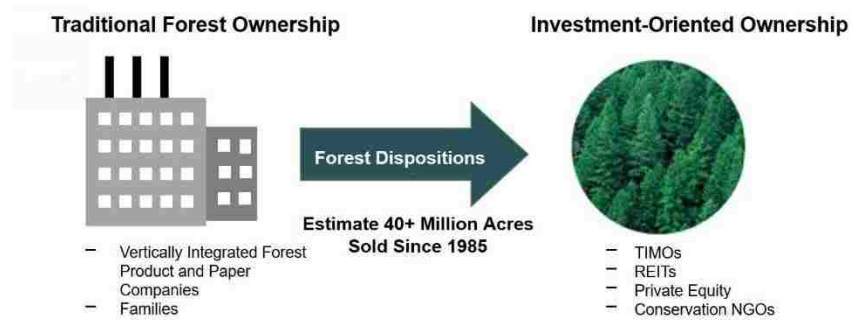 Traditional Forest Ownership
Investment-Oriented Ownership
Forest Dispositions
Estimate 40+ Million Acres
Sold Since 1985
– Vertically Integrated Forest
Product and Paper
Companies
– Families
– TIMOs
– REITs
– Private Equity
– Conservation NGOs